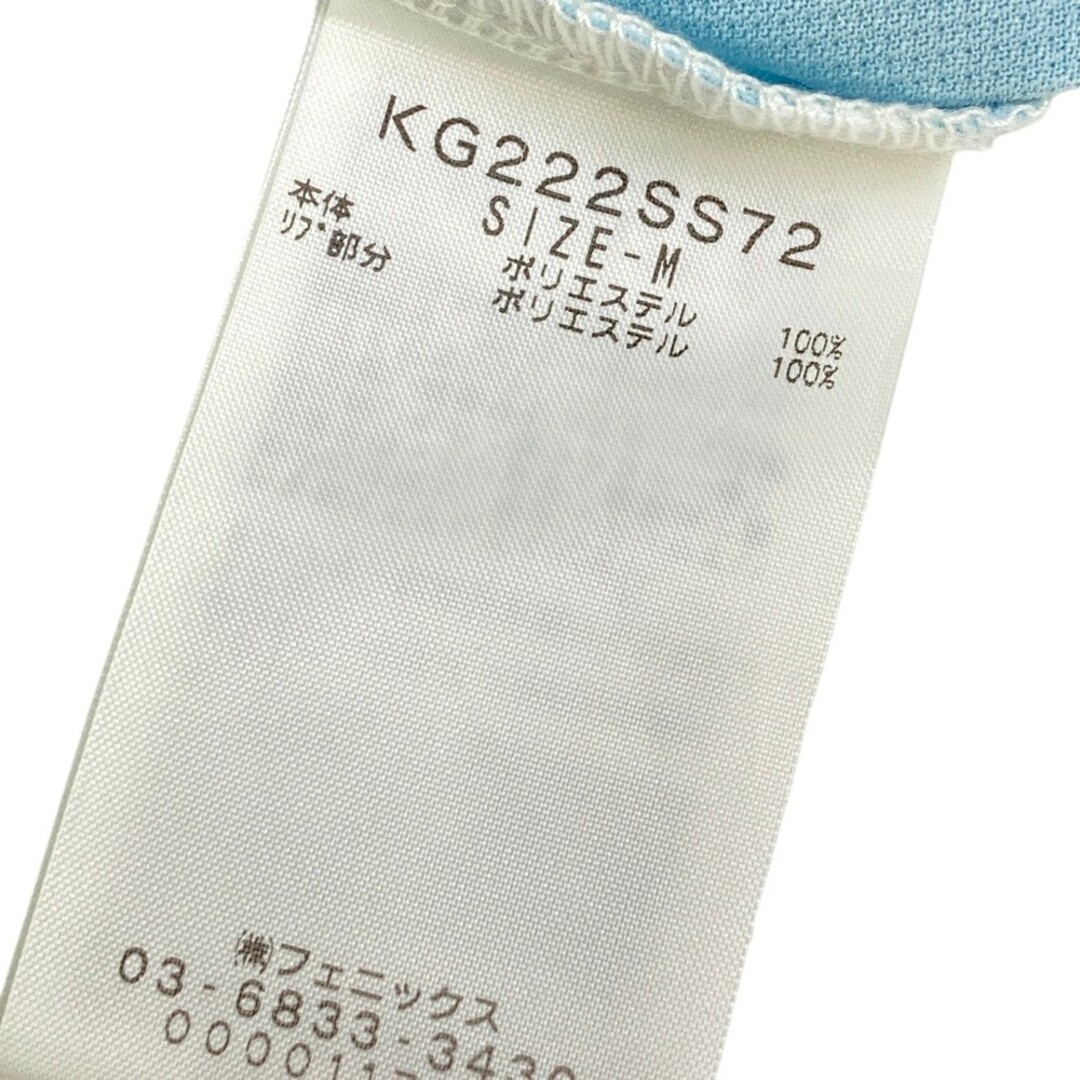 KG222SS72
SIZE-M
本体 ポリエステル 100%
リブ部分 ポリエステル 100%
㈱フェニックス
03-6833-3430
000011-